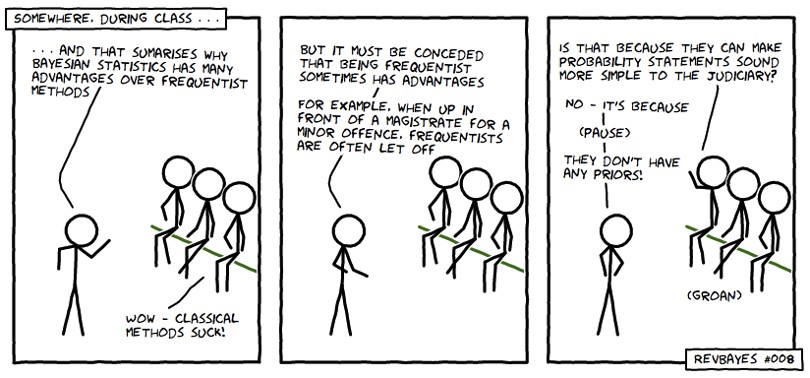 SOMEWHERE, DURING CLASS . . .
. . . AND THAT SUMARISES WHY
BAYESIAN STATISTICS HAS MANY
ADVANTAGES OVER FREQUENTIST
METHODS
WOW - CLASSICAL
METHODS SUCK!
BUT IT MUST BE CONCEDED
THAT BEING FREQUENTIST
SOMETIMES HAS ADVANTAGES
FOR EXAMPLE, WHEN UP IN
FRONT OF A MAGISTRATE FOR A
MINOR OFFENCE, FREQUENTISTS
ARE OFTEN LET OFF
IS THAT BECAUSE THEY CAN MAKE
PROBABILITY STATEMENTS SOUND
MORE SIMPLE TO THE JUDICIARY?
NO - IT'S BECAUSE
(PAUSE)
THEY DON'T HAVE
ANY PRIORS!
(GROAN)
REVBAYES #008